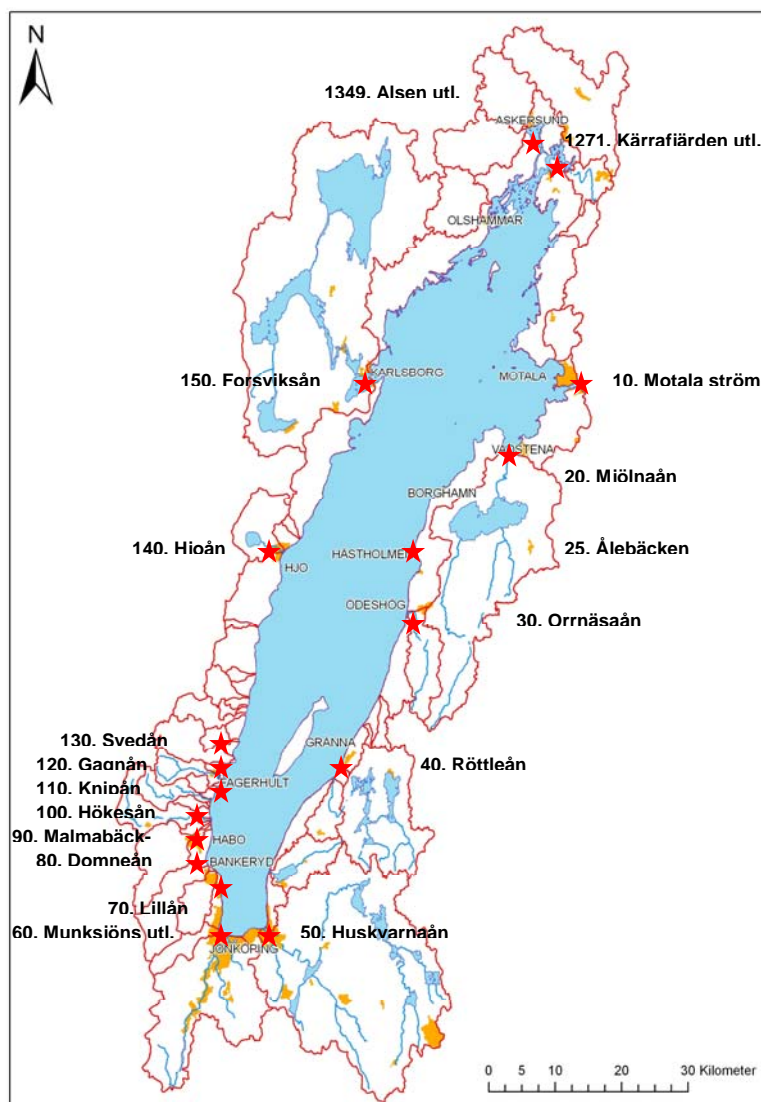 N
1349. Alsen utl.
ASKERSUND
1271. Kärrafjärden utl.
OLSHAMMAR
150. Forsviksån
KARLSBORG
MOTALA
10. Motala ström
VADSTENA
20. Mjölnaån
BORGHAMN
140. Hjoån
HÄSTHOLMEN
25. Ålebäcken
HJO
ÖDESHÖG
30. Orrnäsaån
130. Svedån
GRÄNNA
120. Gagnån
40. Röttleån
FAGERHULT
110. Knipån
100. Hökesån
90. Malmabäck-
HABO
80. Domneån
BANKERYD
70. Lillån
60. Munksjöns utl.
50. Huskvarnaån
JÖNKÖPING
0 5 10 20 30 Kilometer